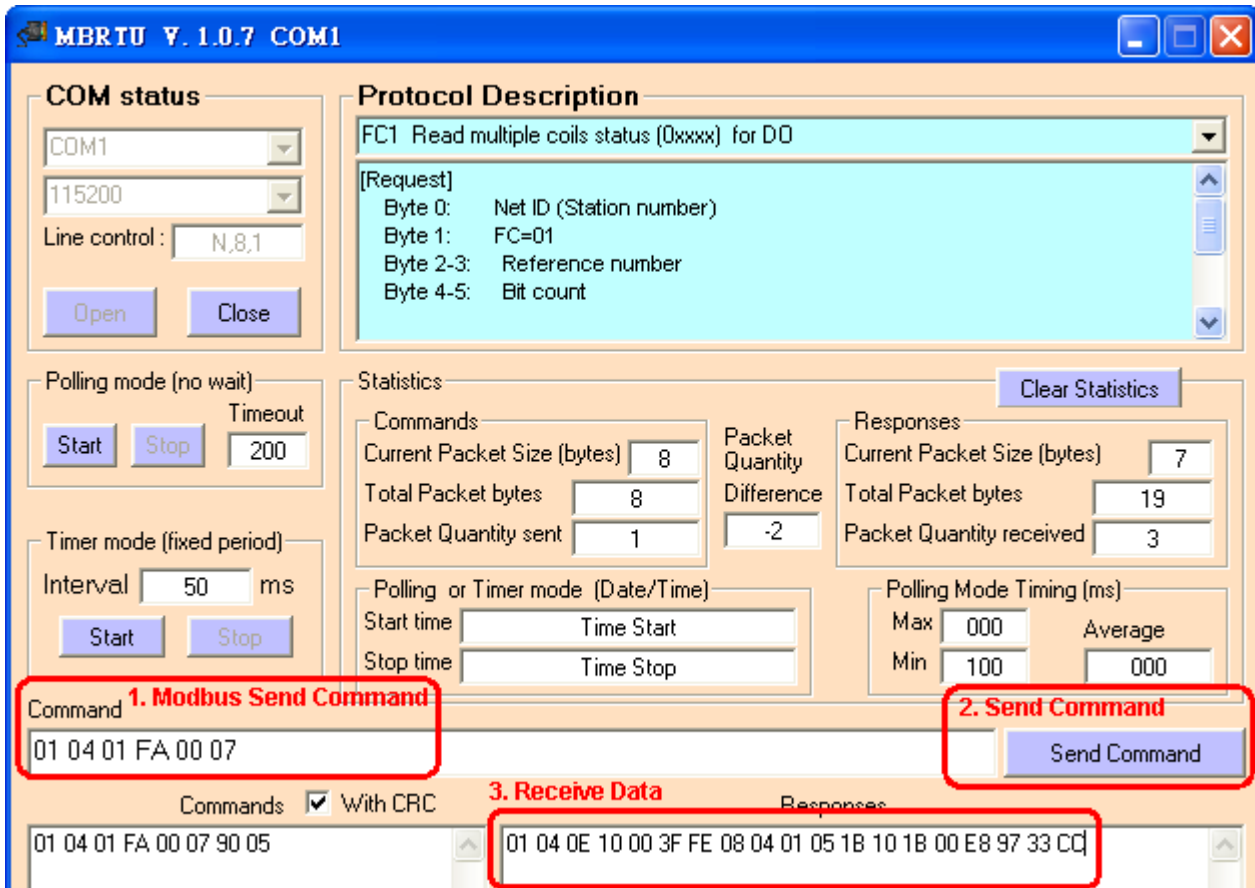 MBRTU V. 1.0.7 COM1
COM status
COM1
115200
Line control : N,8,1
Open Close
Protocol Description
FC1 Read multiple coils status (0xxxx) for DO
[Request]
Byte 0: Net ID (Station number)
Byte 1: FC=01
Byte 2-3: Reference number
Byte 4-5: Bit count
Polling mode (no wait)
Timeout
Start Stop 200
Timer mode (fixed period)
Interval 50 ms
Start Stop
Statistics
Clear Statistics
Commands
Current Packet Size (bytes) 8
Total Packet bytes 8
Packet Quantity sent 1
Packet
Quantity
Difference
-2
Responses
Current Packet Size (bytes) 7
Total Packet bytes 19
Packet Quantity received 3
Polling or Timer mode (Date/Time)
Start time Time Start
Stop time Time Stop
Polling Mode Timing (ms)
Max 000 Average
Min 100 000
Command 1. Modbus Send Command
01 04 01 FA 00 07
2. Send Command
Send Command
Commands With CRC
01 04 01 FA 00 07 90 05
3. Receive Data
Responses
01 04 0E 10 00 3F FE 08 04 01 05 1B 10 1B 00 E8 97 33 CC